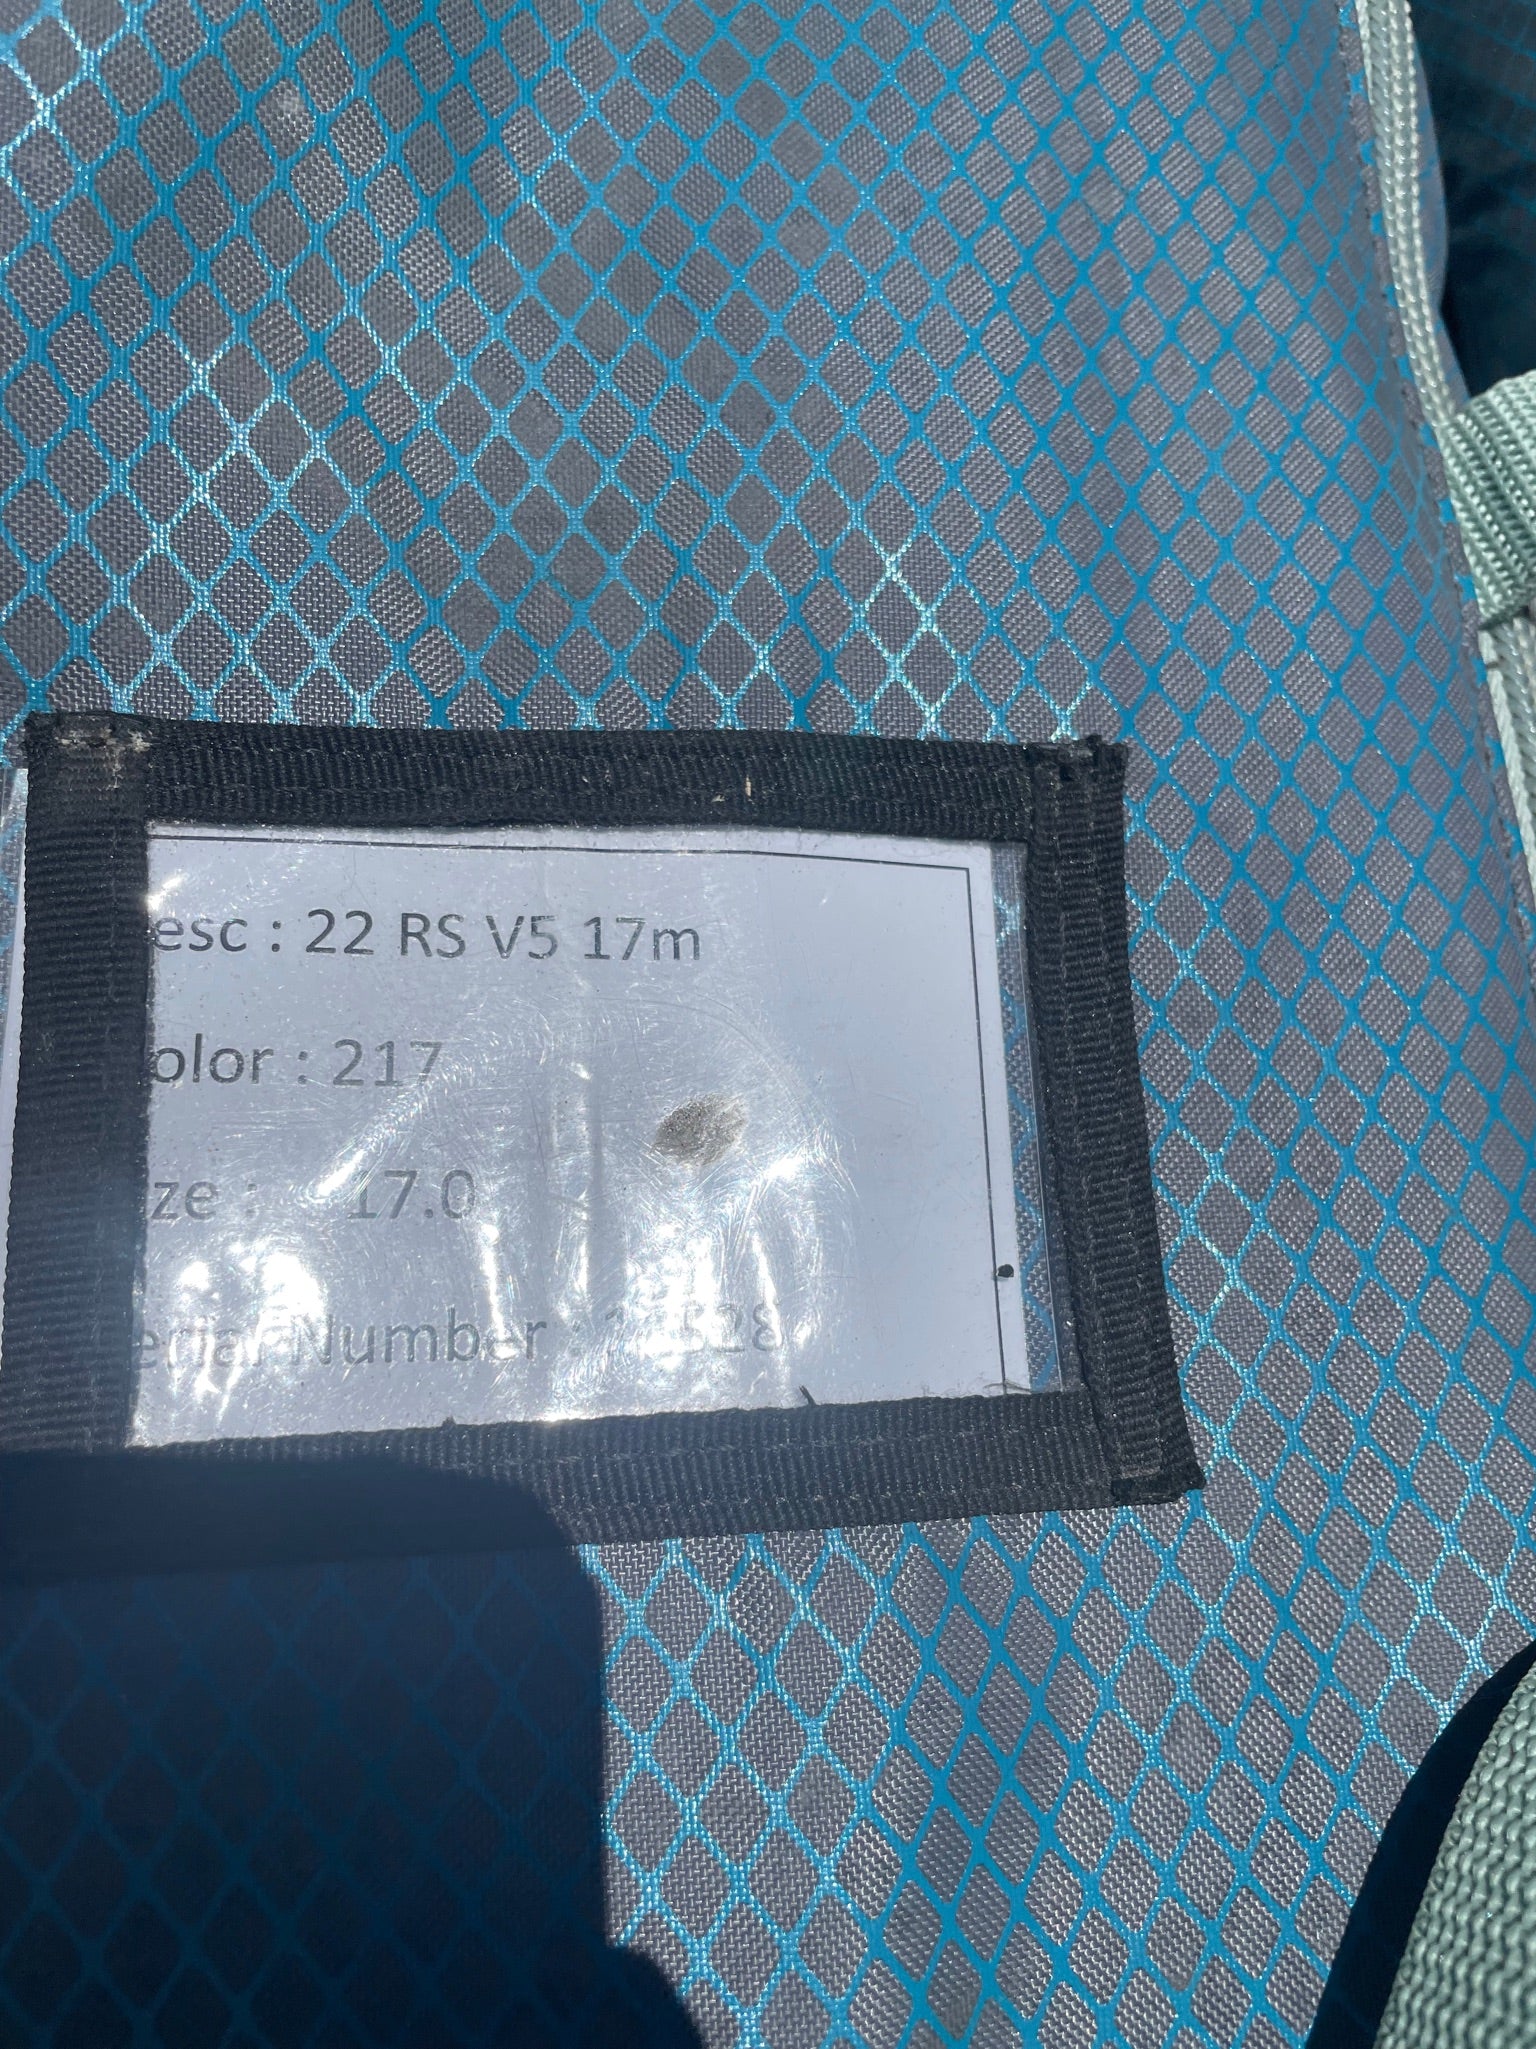 esc : 22 RS V5 17m
olor : 217
ze : 17.0
erial Number :